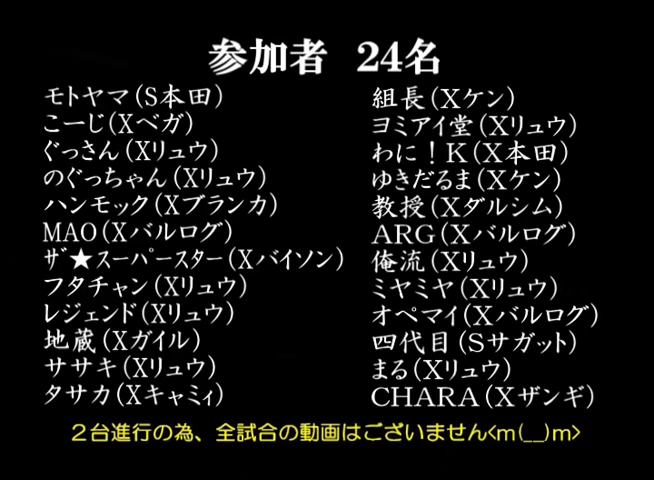 参加者 24名
モトヤマ(S本田)
こーじ(Xベガ)
ぐっさん(Xリュウ)
のぐっちゃん(Xリュウ)
ハンモック(Xブランカ)
MAO(Xバルログ)
ザ★スーパースター(Xバイソン)
フタチャン(Xリュウ)
レジェンド(Xリュウ)
地蔵(Xガイル)
ササキ(Xリュウ)
タサカ(Xキャミィ)
組長(Xケン)
ヨミアイ堂(Xリュウ)
わに!K(X本田)
ゆきだるま(Xケン)
教授(Xダルシム)
ARG(Xバルログ)
俺流(Xリュウ)
ミヤミヤ(Xリュウ)
オペマイ(Xバルログ)
四代目(Sサガット)
まる(Xリュウ)
CHARA(Xザンギ)
2台進行の為、全試合の動画はございません<m(__)m>